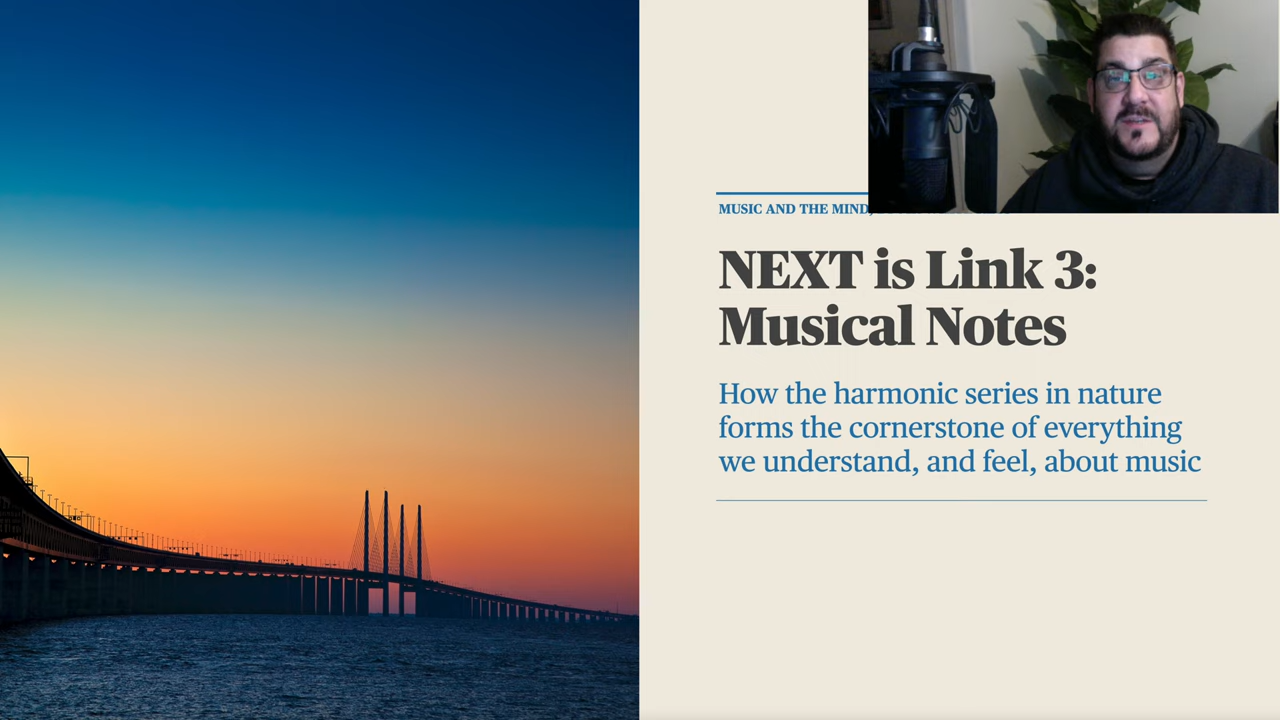 MUSIC AND THE MIND,
NEXT is Link 3:
Musical Notes
How the harmonic series in nature
forms the cornerstone of everything
we understand, and feel, about music